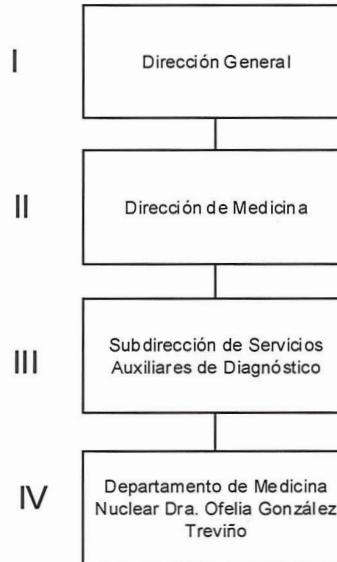 I
Dirección General
II
Dirección de Medicina
III
Subdirección de Servicios
Auxiliares de Diagnóstico
IV
Departamento de Medicina
Nuclear Dra. Ofelia González
Treviño